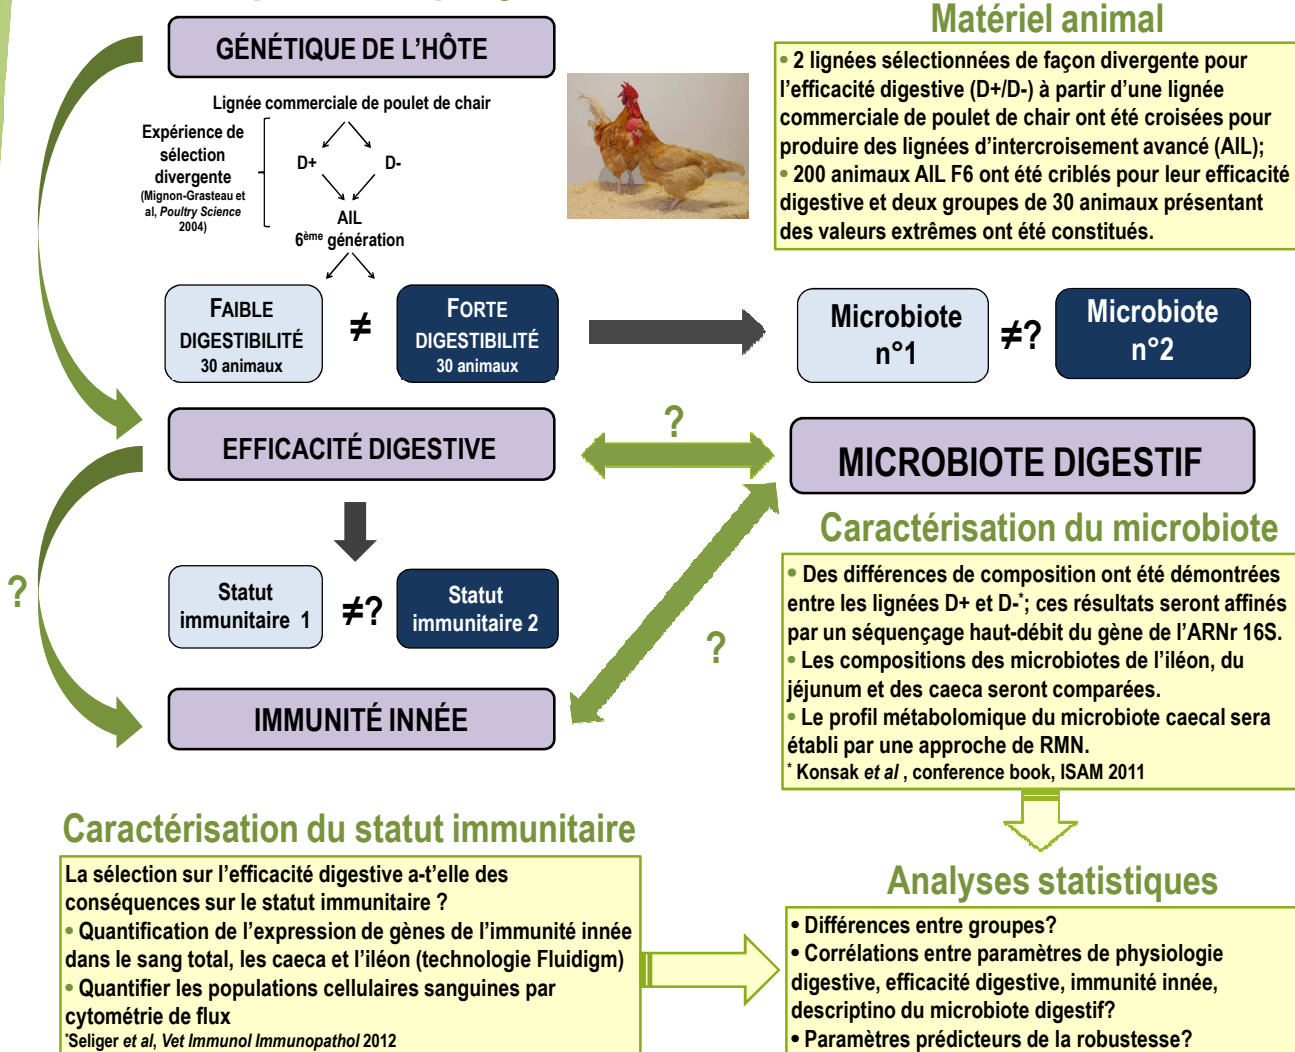 GÉNÉTIQUE DE L'HÔTE
Lignée commerciale de poulet de chair
Expérience de
sélection
divergente
(Mignon-Grasteau et
al, Poultry Science
2004)
D+
D-
AIL
6ème génération
FAIBLE
DIGESTIBILITÉ
30 animaux
≠
FORTE
DIGESTIBILITÉ
30 animaux
Matériel animal
• 2 lignées sélectionnées de façon divergente pour
l'efficacité digestive (D+/D-) à partir d'une lignée
commerciale de poulet de chair ont été croisées pour
produire des lignées d'intercroisement avancé (AIL);
• 200 animaux AIL F6 ont été criblés pour leur efficacité
digestive et deux groupes de 30 animaux présentant
des valeurs extrêmes ont été constitués.
Microbiote
n°1
≠?
Microbiote
n°2
EFFICACITÉ DIGESTIVE
?
MICROBIOTE DIGESTIF
?
Statut
immunitaire 1
≠?
Statut
immunitaire 2
?
IMMUNITÉ INNÉE
Caractérisation du microbiote
• Des différences de composition ont été démontrées
entre les lignées D+ et D-*; ces résultats seront affinés
par un séquençage haut-débit du gène de l'ARNr 16S.
• Les compositions des microbiotes de l'iléon, du
jéjunum et des caeca seront comparées.
• Le profil métabolomique du microbiote caecal sera
établi par une approche de RMN.
* Konsak et al , conference book, ISAM 2011
Caractérisation du statut immunitaire
La sélection sur l'efficacité digestive a-t'elle des
conséquences sur le statut immunitaire ?
• Quantification de l'expression de gènes de l'immunité innée
dans le sang total, les caeca et l'iléon (technologie Fluidigm)
• Quantifier les populations cellulaires sanguines par
cytométrie de flux
*Seliger et al, Vet Immunol Immunopathol 2012
Analyses statistiques
• Différences entre groupes?
• Corrélations entre paramètres de physiologie
digestive, efficacité digestive, immunité innée,
descriptino du microbiote digestif?
• Paramètres prédicteurs de la robustesse?